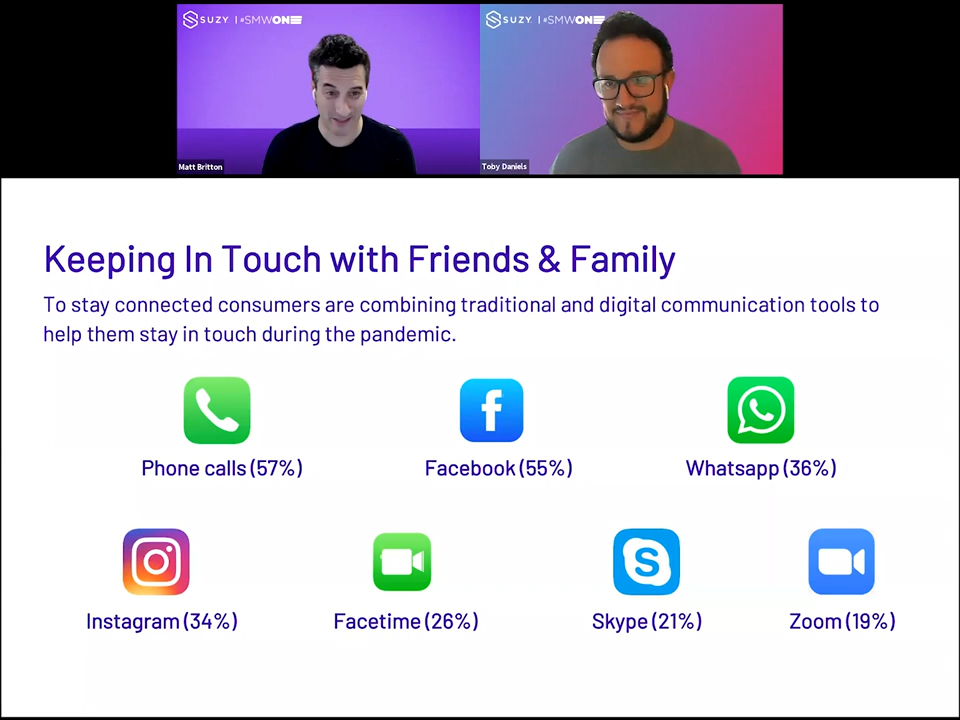 SUZY | #SMWONE
SUZY | #SMWONE
Matt Britton
Toby Daniels
Keeping In Touch with Friends & Family
To stay connected consumers are combining traditional and digital communication tools to
help them stay in touch during the pandemic.
Phone calls (57%)
Facebook (55%)
Whatsapp (36%)
Instagram (34%)
Facetime (26%)
Skype (21%)
Zoom (19%)